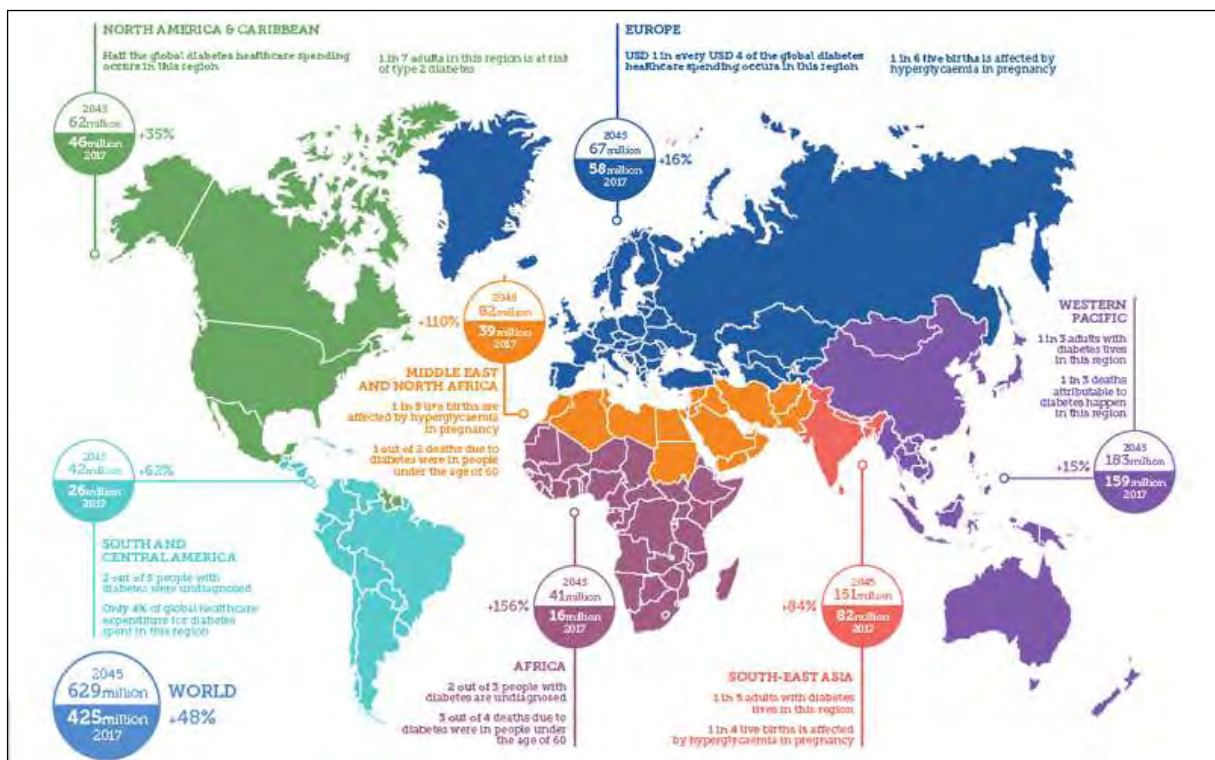 NORTH AMERICA & CARIBBEAN
Half the global diabetes healthcare spending
occurs in this region
1 in 7 adults in this region is at risk
of type 2 diabetes
2045
62million
46million
2017
+35%
EUROPE
USD 1 in every USD 4 of the global diabetes
healthcare spending occurs in this region
1 in 6 live births is affected by
hyperglycaemia in pregnancy
2045
67million
58million
2017
+16%
2045
82million
39million
2017
+110%
MIDDLE EAST
AND NORTH AFRICA
1 in 5 live births are
affected by hyperglycaemia
in pregnancy
1 out of 2 deaths due to
diabetes were in people
under the age of 60
WESTERN
PACIFIC
1 in 3 adults with
diabetes lives
in this region
1 in 3 deaths
attributable to
diabetes happen
in this region
2045
183million
159million
2017
+15%
2045
42million
26million
2017
+62%
SOUTH AND
CENTRAL AMERICA
2 out of 5 people with
diabetes were undiagnosed
Only 4% of global healthcare
expenditure for diabetes
spent in this region
2045
41million
16million
2017
+156%
AFRICA
2 out of 3 people with
diabetes are undiagnosed
3 out of 4 deaths due to
diabetes were in people under
the age of 60
2045
151million
82million
2017
+84%
SOUTH-EAST ASIA
1 in 5 adults with diabetes
lives in this region
1 in 4 live births is affected
by hyperglycaemia in pregnancy
2045
629million
425million
2017
WORLD
+48%